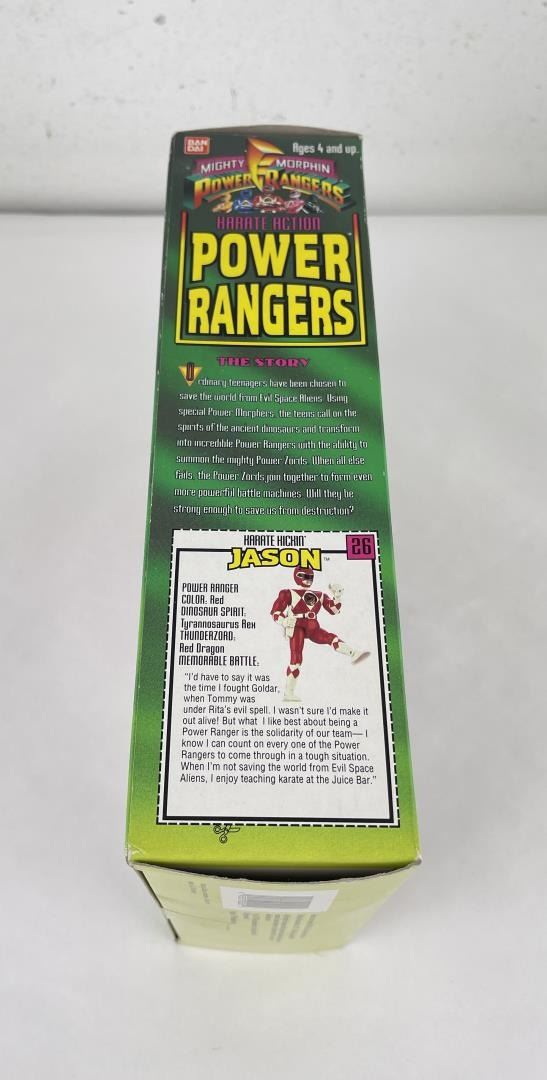 BAN
DAI
Ages 4 and up.
MIGHTY MORPHIN
POWER RANGERS
KARATE ACTION
POWER
RANGERS
THE STORY
Ordinary teenagers have been chosen to
save the world from Evil Space Aliens. Using
special Power Morphers, the teens call on the
spirits of the ancient dinosaurs and transform
into incredible Power Rangers with the ability to
summon the mighty Power Zords. When all else
fails, the Power Zords join together to form even
more powerful battle machines. Will they be
strong enough to save us from destruction?
KARATE KICKIN'
26
JASON™
POWER RANGER
COLOR: Red
DINOSAUR SPIRIT:
Tyrannosaurus Rex
THUNDERZORD:
Red Dragon
MEMORABLE BATTLE:
"I'd have to say it was
the time I fought Goldar,
when Tommy was
under Rita's evil spell. I wasn't sure I'd make it
out alive! But what I like best about being a
Power Ranger is the solidarity of our team— I
know I can count on every one of the Power
Rangers to come through in a tough situation.
When I'm not saving the world from Evil Space
Aliens, I enjoy teaching karate at the Juice Bar."